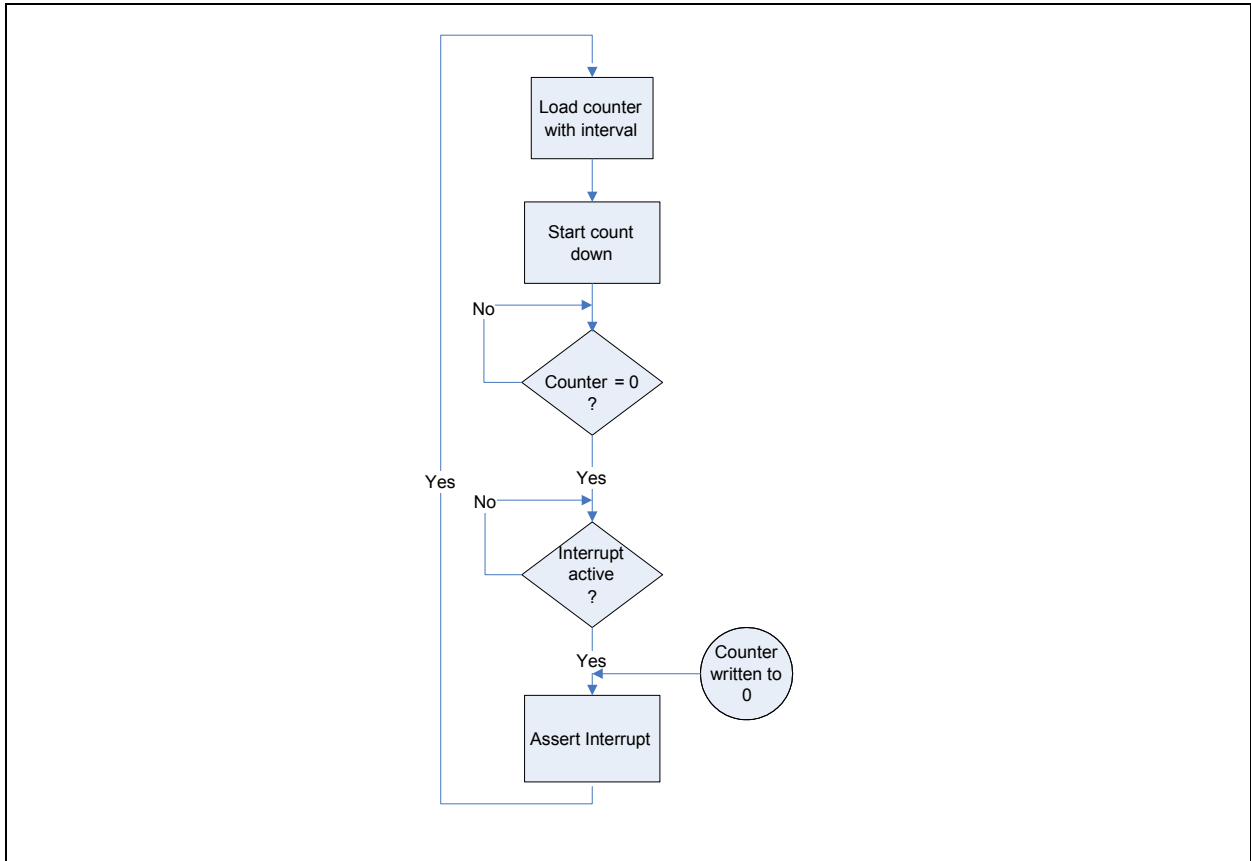 Load counter
with interval
Start count
down
No
Counter = 0
?
Yes
Yes
No
Interrupt
active
?
Yes
Counter
written to
0
Assert Interrupt